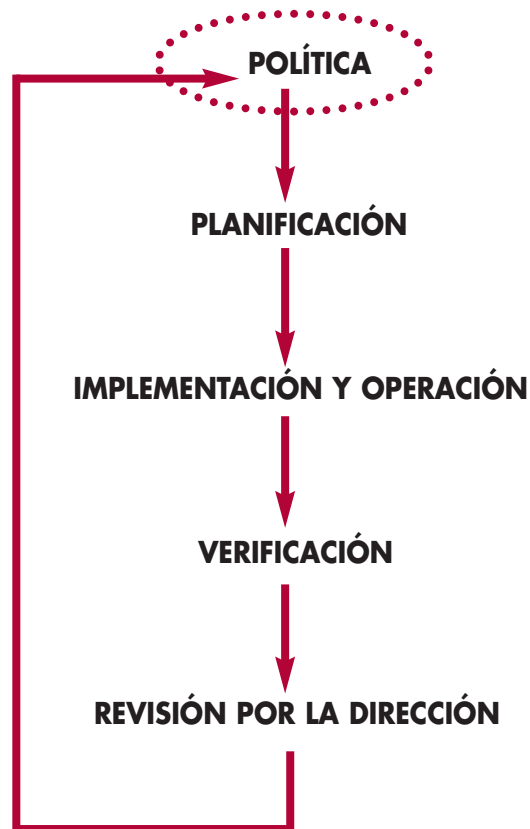 POLÍTICA
PLANIFICACIÓN
IMPLEMENTACIÓN Y OPERACIÓN
VERIFICACIÓN
REVISIÓN POR LA DIRECCIÓN